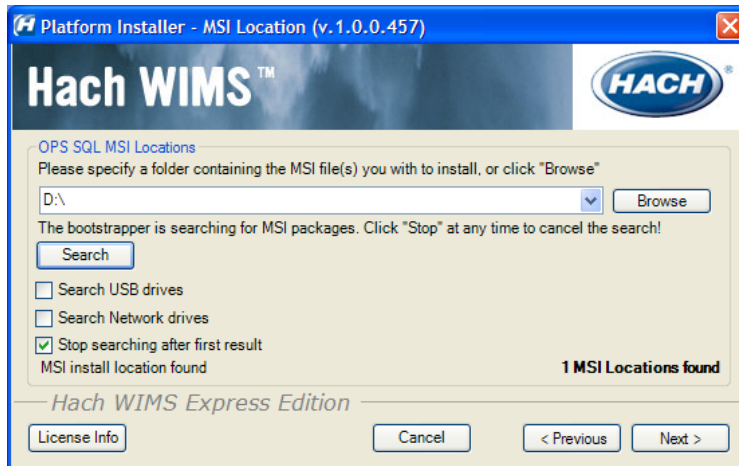 Platform Installer - MSI Location (v.1.0.0.457)
Hach WIMS™
HACH®
OPS SQL MSI Locations
Please specify a folder containing the MSI file(s) you with to install, or click "Browse"
D:\
Browse
The bootstrapper is searching for MSI packages. Click "Stop" at any time to cancel the search!
Search
Search USB drives
Search Network drives
Stop searching after first result
MSI install location found 1 MSI Locations found
Hach WIMS Express Edition
License Info Cancel < Previous Next >